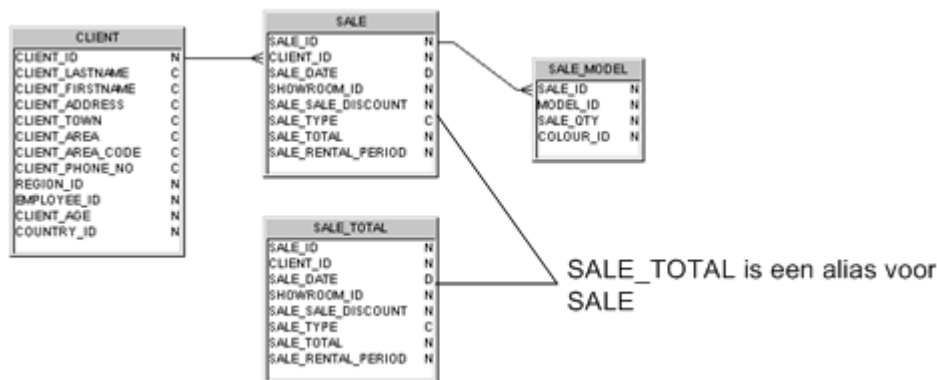 CLIENT
CLIENT_ID N
CLIENT_LASTNAME C
CLIENT_FIRSTNAME C
CLIENT_ADDRESS C
CLIENT_TOWN C
CLIENT_AREA C
CLIENT_AREA_CODE C
CLIENT_PHONE_NO C
REGION_ID N
EMPLOYEE_ID N
CLIENT_AGE N
COUNTRY_ID N
SALE
SALE_ID N
CLIENT_ID N
SALE_DATE D
SHOWROOM_ID N
SALE_SALE_DISCOUNT N
SALE_TYPE C
SALE_TOTAL N
SALE_RENTAL_PERIOD N
SALE_MODEL
SALE_ID N
MODEL_ID N
SALE_QTY N
COLOUR_ID N
SALE_TOTAL
SALE_ID N
CLIENT_ID N
SALE_DATE D
SHOWROOM_ID N
SALE_SALE_DISCOUNT N
SALE_TYPE C
SALE_TOTAL N
SALE_RENTAL_PERIOD N
SALE_TOTAL is een alias voor
SALE